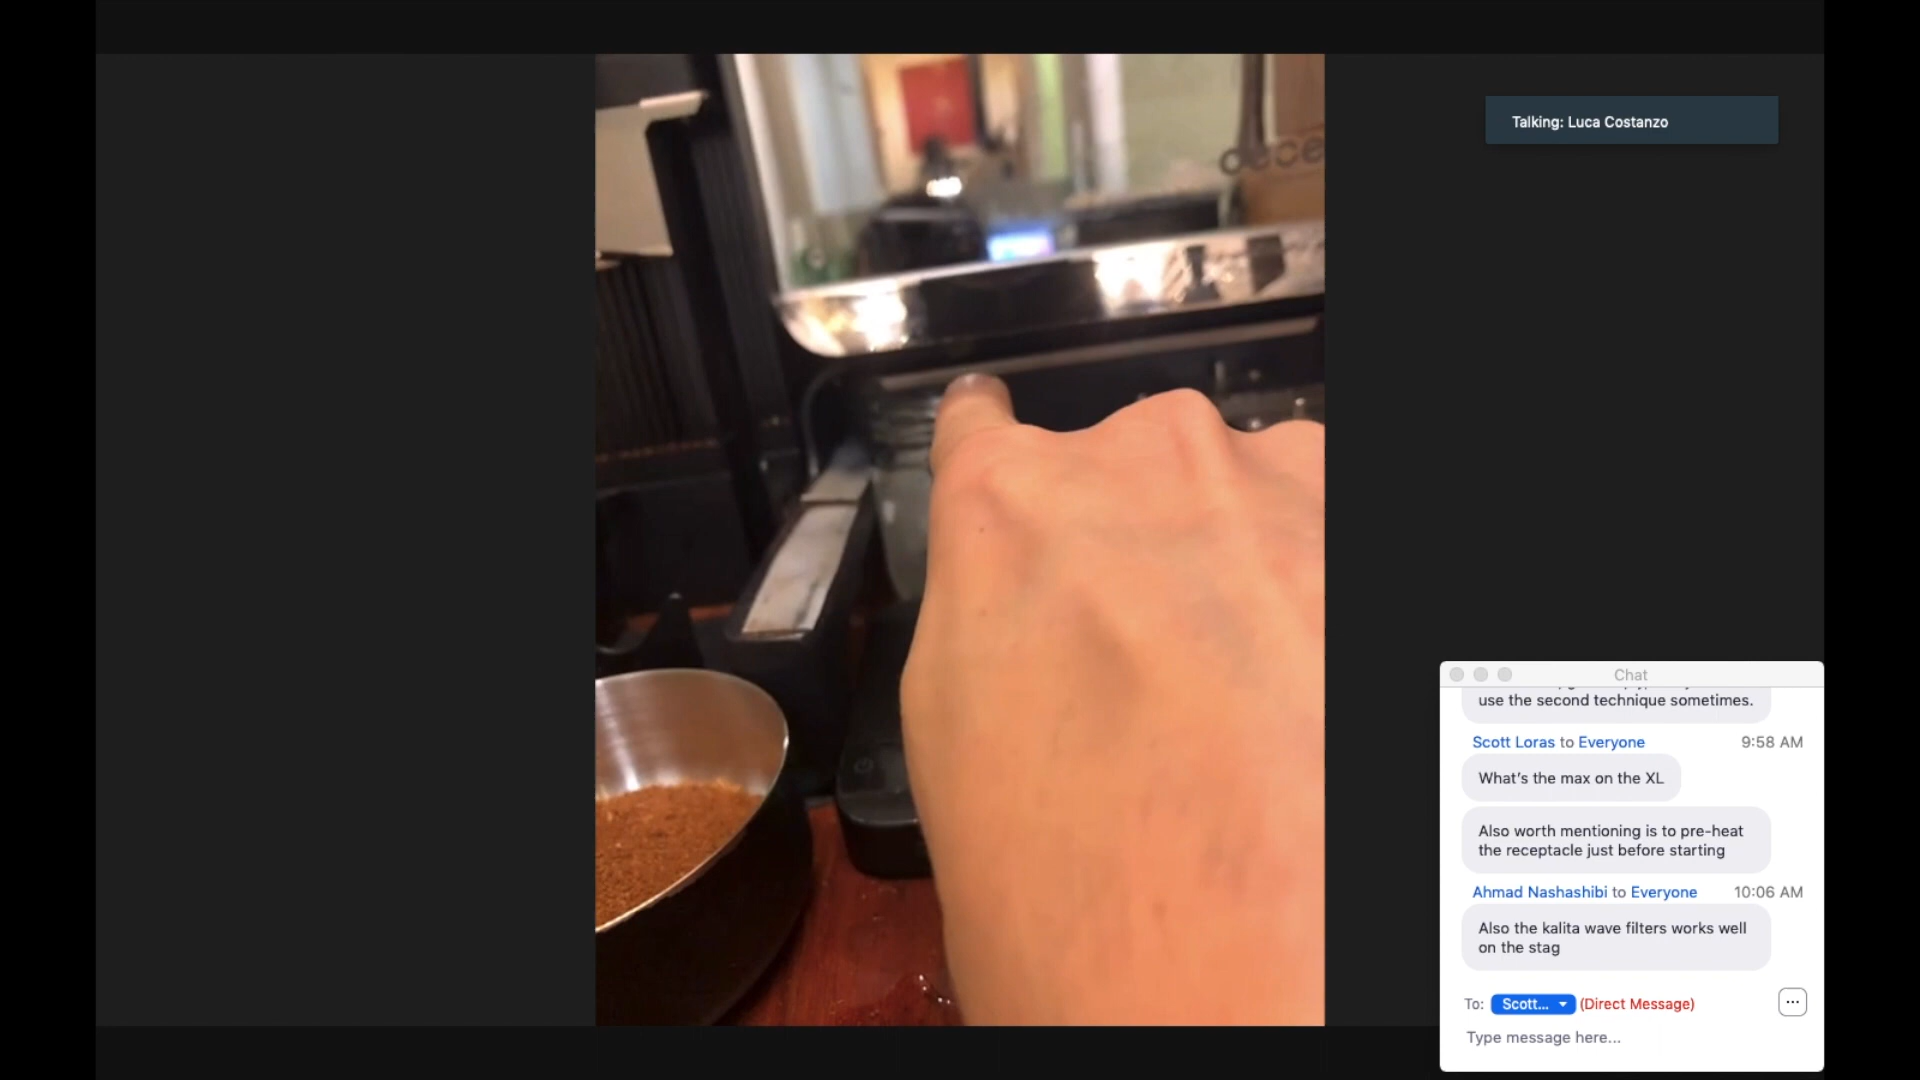 dece
Talking: Luca Costanzo
Chat
use the second technique sometimes.
Scott Loras to Everyone 9:58 AM
What's the max on the XL
Also worth mentioning is to pre-heat
the receptacle just before starting
Ahmad Nashashibi to Everyone 10:06 AM
Also the kalita wave filters works well
on the stag
To: Scott... (Direct Message)
...
Type message here...